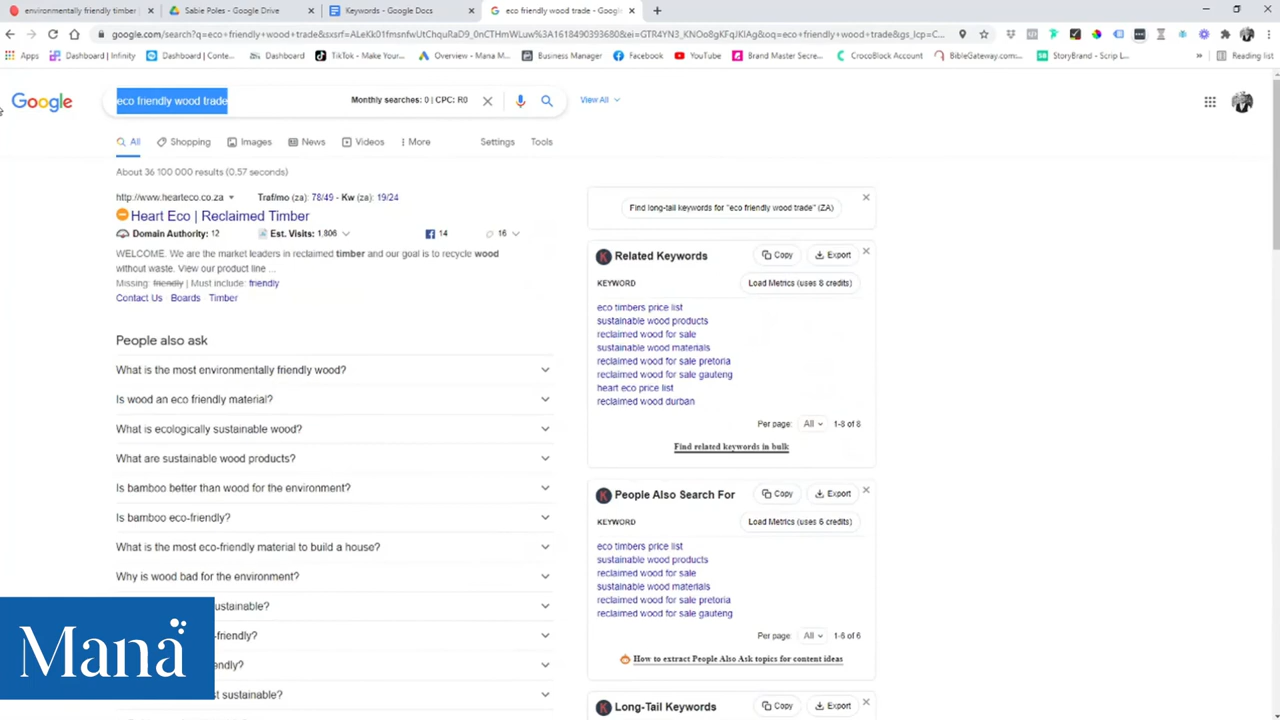 environmentally friendly timber
Sabie Poles - Google Drive
Keywords - Google Docs
eco friendly wood trade - Googl
Apps
Dashboard | Infinity
Dashboard | Conte...
Dashboard
TikTok - Make Your...
Overview - Mana M...
Business Manager
Facebook
YouTube
Brand Master Secre...
CrocoBlock Account
BibleGateway.com:...
StoryBrand - Scrip L...
Reading list
Google
eco friendly wood trade
Monthly searches: 0 | CPC: R0
View All
All
Shopping
Images
News
Videos
More
Settings
Tools
About 36 100 000 results (0,57 seconds)
http://www.hearteco.co.za
Traf/mo (za): 78/49 - Kw (za): 19/24
Heart Eco | Reclaimed Timber
Domain Authority: 12
Est. Visits: 1,806
14
16
WELCOME. We are the market leaders in reclaimed timber and our goal is to recycle wood
without waste. View our product line ...
Missing: friendly | Must include: friendly
Contact Us
Boards
Timber
People also ask
What is the most environmentally friendly wood?
Is wood an eco friendly material?
What is ecologically sustainable wood?
What are sustainable wood products?
Is bamboo better than wood for the environment?
Is bamboo eco-friendly?
What is the most eco-friendly material to build a house?
Why is wood bad for the environment?
sustainable?
-friendly?
ndly?
t sustainable?
Manä
Find long-tail keywords for "eco friendly wood trade" (ZA)
Related Keywords
Copy
Export
KEYWORD
Load Metrics (uses 8 credits)
eco timbers price list
sustainable wood products
reclaimed wood for sale
sustainable wood materials
reclaimed wood for sale pretoria
reclaimed wood for sale gauteng
heart eco price list
reclaimed wood durban
Per page: All 1-8 of 8
Find related keywords in bulk
People Also Search For
Copy
Export
KEYWORD
Load Metrics (uses 6 credits)
eco timbers price list
sustainable wood products
reclaimed wood for sale
sustainable wood materials
reclaimed wood for sale pretoria
reclaimed wood for sale gauteng
Per page: All 1-6 of 6
How to extract People Also Ask topics for content ideas
Long-Tail Keywords
Copy
Export